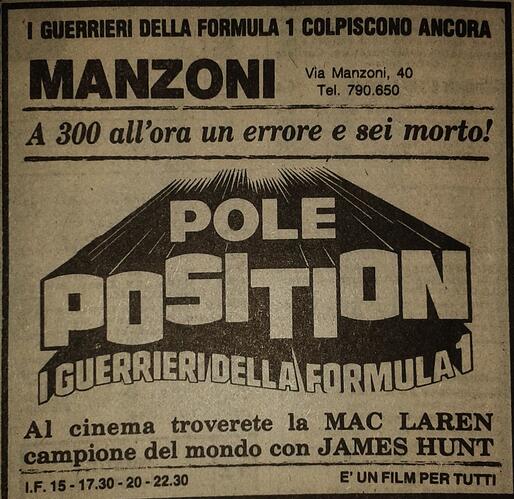 I GUERRIERI DELLA FORMULA 1 COLPISCONO ANCORA
MANZONI
Via Manzoni, 40
Tel. 790.650
A 300 all'ora un errore e sei morto!
POLE
POSITION
I GUERRIERI DELLA FORMULA 1
Al cinema troverete la MAC LAREN
campione del mondo con JAMES HUNT
I.F. 15 - 17.30 - 20 - 22.30
E' UN FILM PER TUTTI